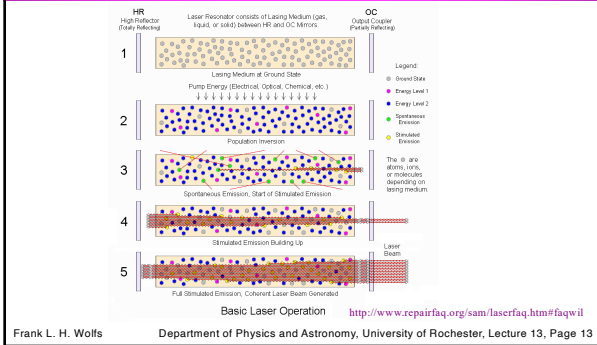 HR
High Reflector
(Totally Reflecting)
Laser Resonator consists of Lasing Medium (gas,
liquid, or solid) between HR and OC Mirrors.
OC
Output Coupler
(Partially Reflecting)
1
Lasing Medium at Ground State
Pump Energy (Electrical, Optical, Chemical, etc.)
Legend:
Ground State
Energy Level 1
Energy Level 2
Spontaneous
Emission
Stimulated
Emission
2
Population Inversion
3
Spontaneous Emission, Start of Stimulated Emission
The are
atoms, ions,
or molecules
depending on
lasing medium.
4
Stimulated Emission Building Up
Laser
Beam
5
Full Stimulated Emission, Coherent Laser Beam Generated
Basic Laser Operation
http://www.repairfaq.org/sam/laserfaq.htm#faqwil
Frank L. H. Wolfs Department of Physics and Astronomy, University of Rochester, Lecture 13, Page 13